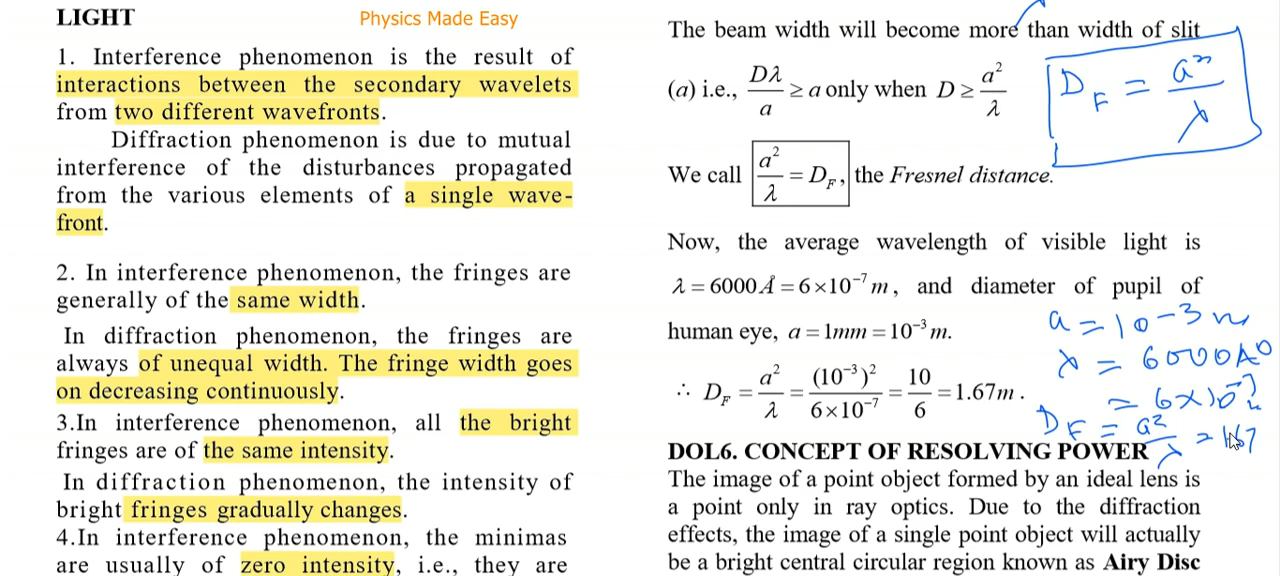 LIGHT
Physics Made Easy
1. Interference phenomenon is the result of
interactions between the secondary wavelets
from two different wavefronts.
Diffraction phenomenon is due to mutual
interference of the disturbances propagated
from the various elements of a single wave-
front.
2. In interference phenomenon, the fringes are
generally of the same width.
In diffraction phenomenon, the fringes are
always of unequal width. The fringe width goes
on decreasing continuously.
3.In interference phenomenon, all the bright
fringes are of the same intensity.
In diffraction phenomenon, the intensity of
bright fringes gradually changes.
4.In interference phenomenon, the minimas
are usually of zero intensity, i.e., they are
The beam width will become more than width of slit
(a) i.e., Dλ/a ≥ a only when D ≥ a²/λ
D_F = a²/λ
We call a²/λ = D_F, the Fresnel distance.
Now, the average wavelength of visible light is
λ = 6000 Å = 6×10⁻⁷ m, and diameter of pupil of
human eye, a = 1mm = 10⁻³ m.
a = 10⁻³ m
λ = 6000 A⁰
= 6×10⁻⁷ m
∴ D_F = a²/λ = (10⁻³)²/6×10⁻⁷ = 10/6 = 1.67m.
D_F = a²/λ =
DOL6. CONCEPT OF RESOLVING POWER
The image of a point object formed by an ideal lens is
a point only in ray optics. Due to the diffraction
effects, the image of a single point object will actually
be a bright central circular region known as Airy Disc